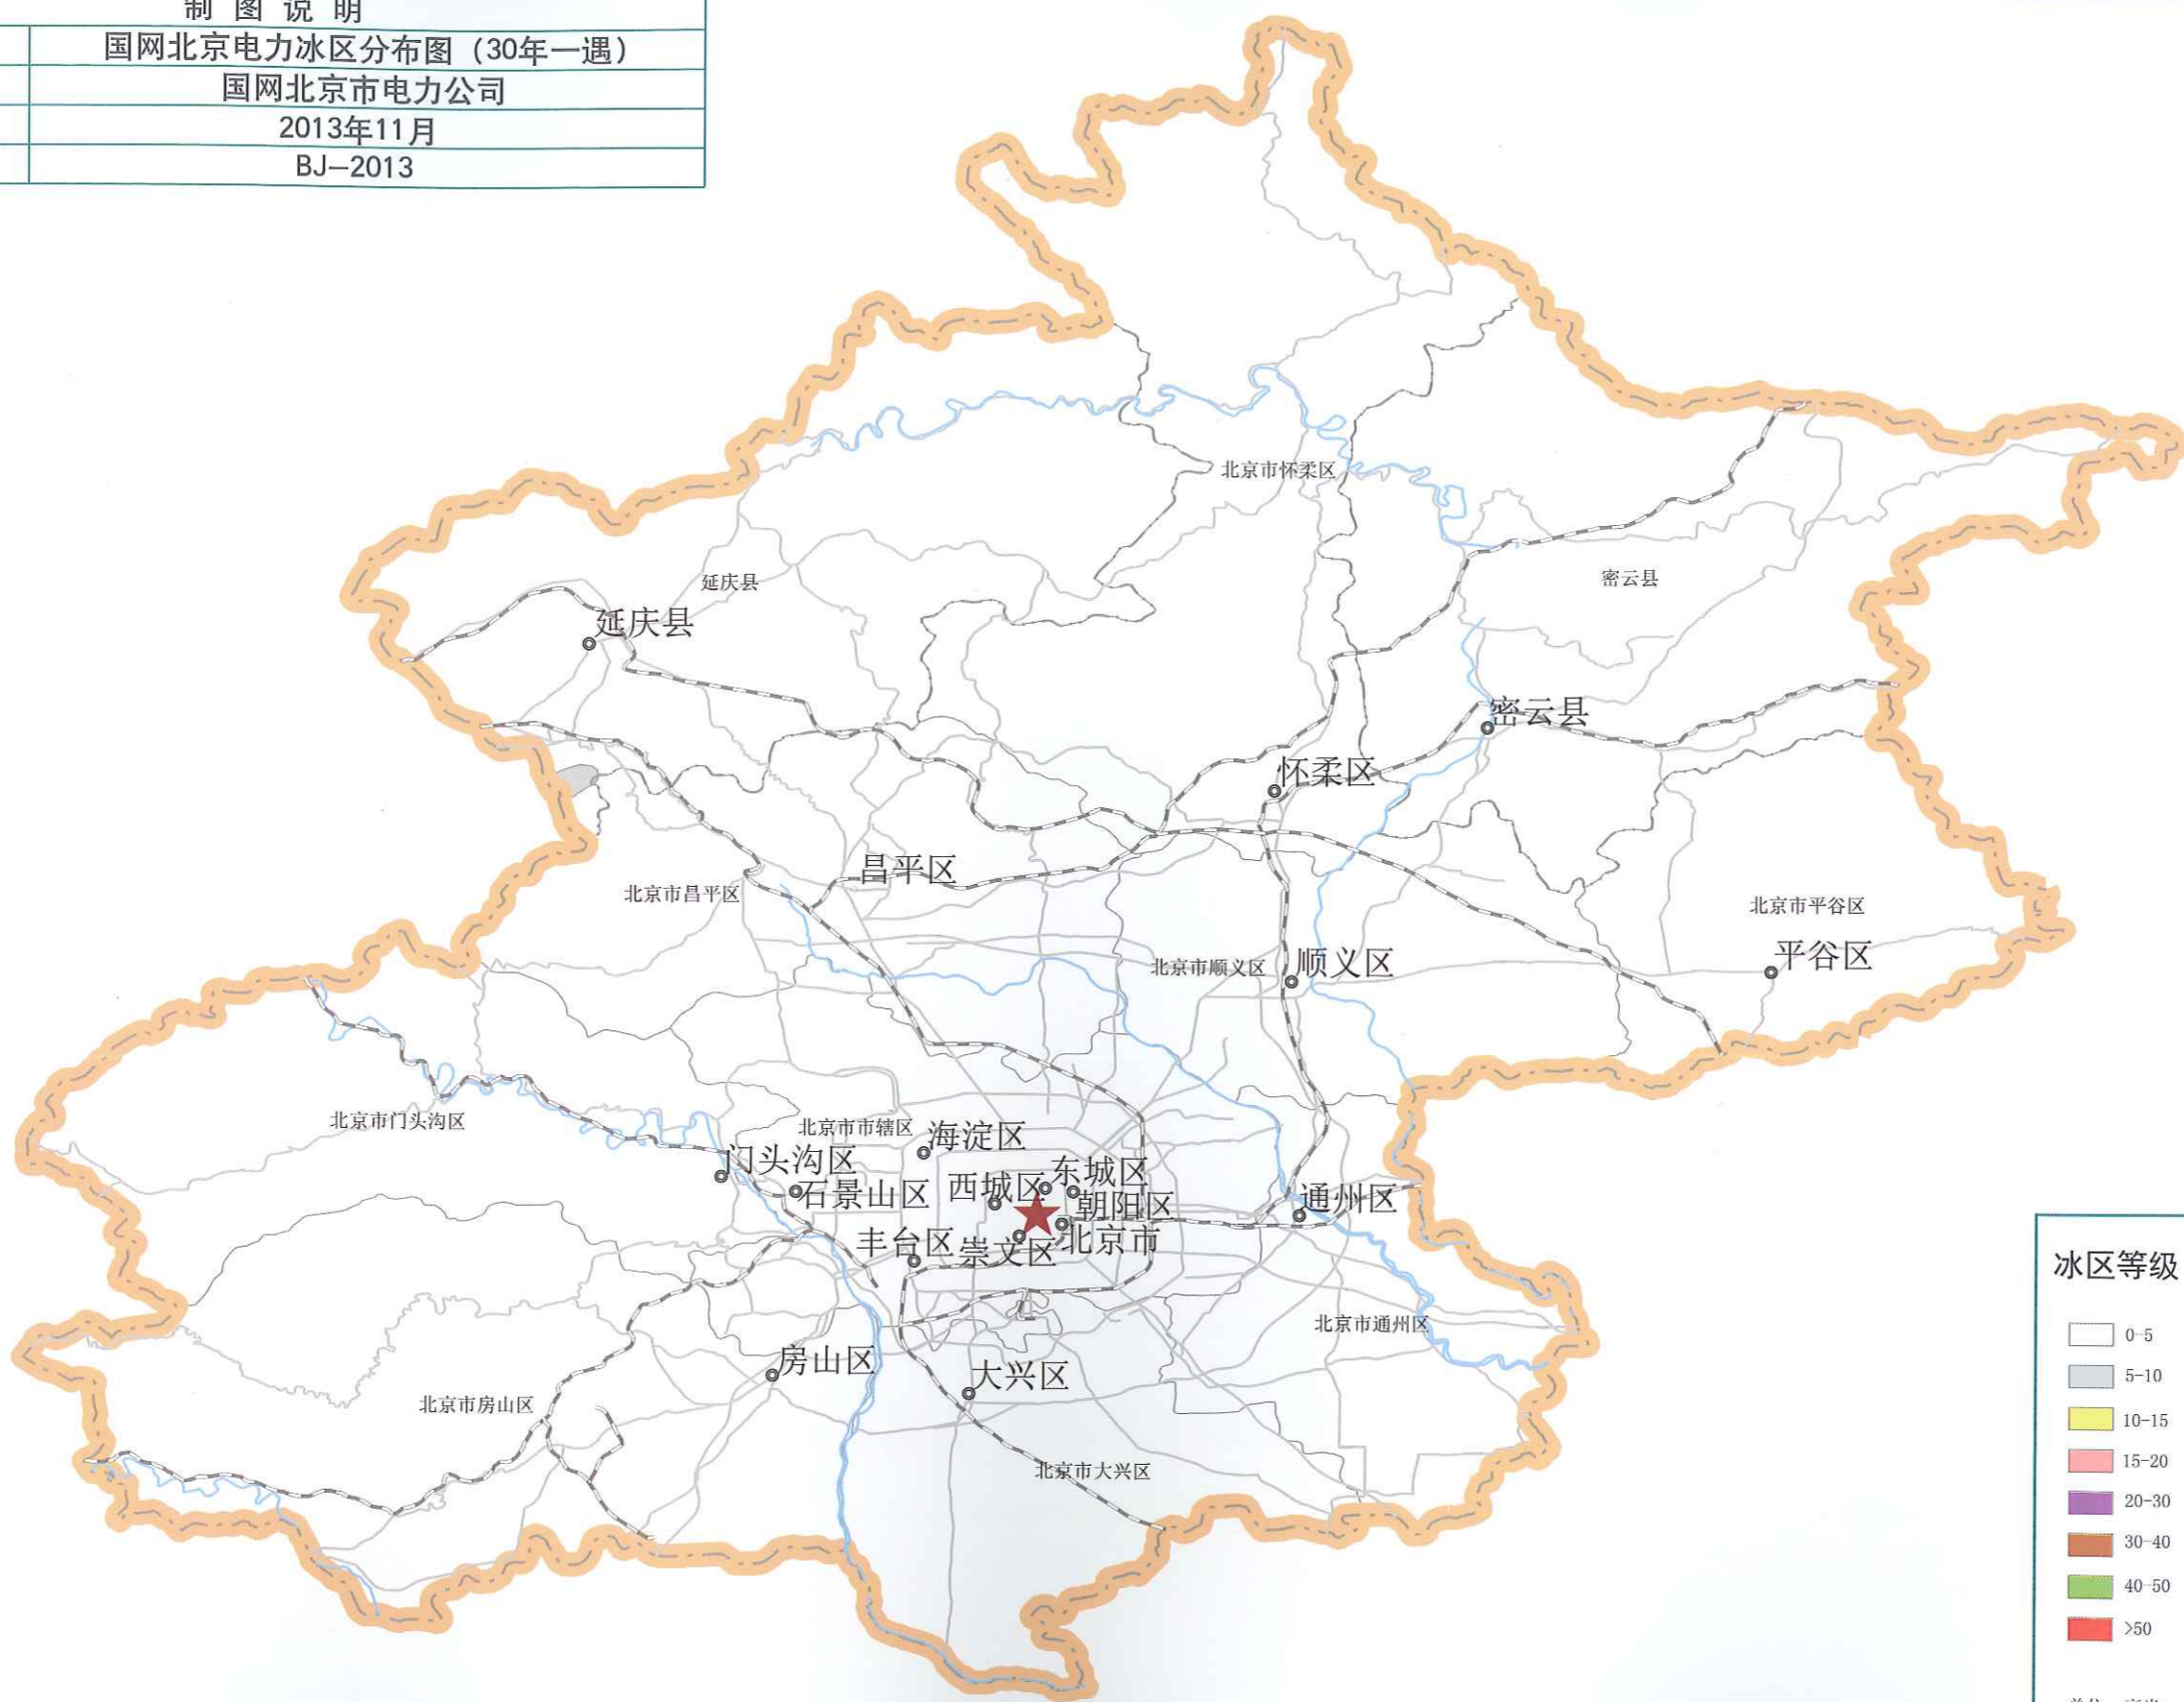 制图说明
国网北京电力冰区分布图（30年一遇）
国网北京市电力公司
2013年11月
BJ—2013
北京市怀柔区
延庆县
密云县
延庆县
密云县
怀柔区
昌平区
北京市昌平区
北京市平谷区
平谷区
北京市顺义区
顺义区
北京市门头沟区
北京市市辖区
海淀区
门头沟区
石景山区
西城区
东城区
朝阳区
通州区
丰台区
崇文区
北京市
北京市通州区
房山区
大兴区
北京市房山区
北京市大兴区
冰区等级
0-5
5-10
10-15
15-20
20-30
30-40
40-50
>50